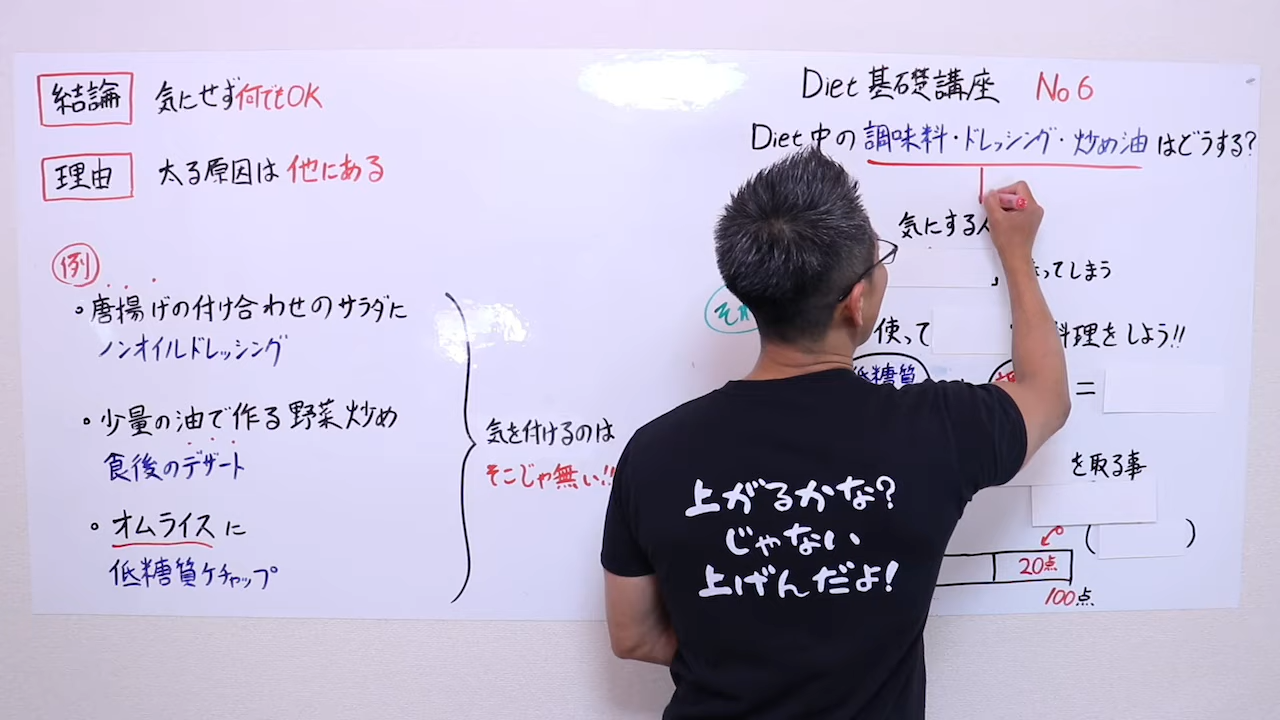 結論 気にせず何でもOK
理由 太る原因は他にある
例
・唐揚げの付け合わせのサラダに
ノンオイルドレッシング
・少量の油で作る野菜炒め
食後のデザート
・オムライスに
低糖質ケチャップ
気を付けるのは
そこじゃ無い!!
Diet基礎講座 No6
Diet中の調味料・ドレッシング・炒め油はどうする?
気にする
ってしまう
使って
料理をしよう!!
低糖質
=
を取る事
( )
20点
100点
上がるかな?
じゃない
上げんだよ!